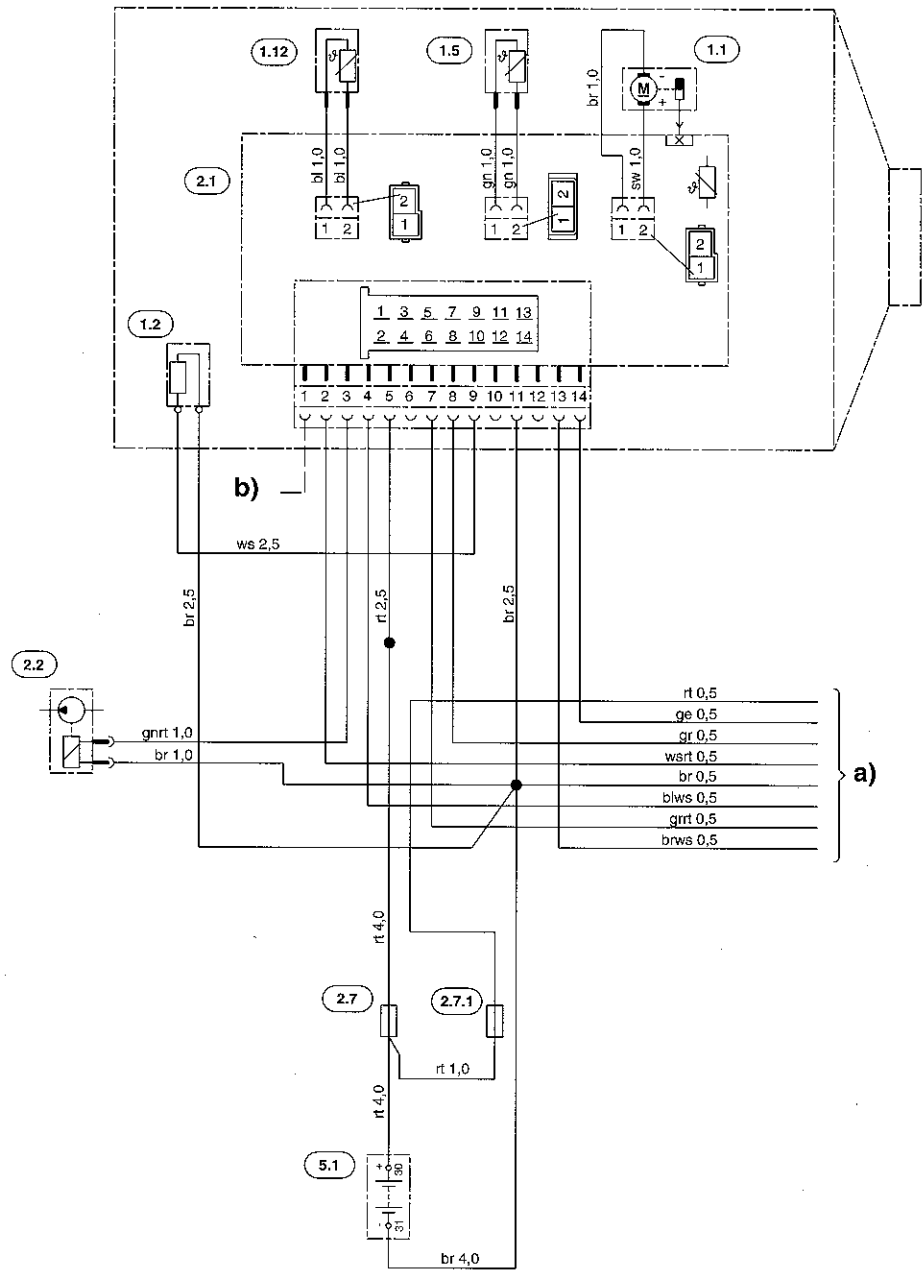 1.12
1.5
1.1
br 1,0
-
M
+
bl 1,0
bl 1,0
gn 1,0
gn 1,0
sw 1,0
2.1
ϑ
ϑ
ϑ
2
1
2
1
2
1
1 2
1 2
1 2
1.2
1 3 5 7 9 11 13
2 4 6 8 10 12 14
1 2 3 4 5 6 7 8 9 10 11 12 13 14
b)
ws 2,5
br 2,5
rt 2,5
br 2,5
2.2
gnrt 1,0
br 1,0
rt 0,5
ge 0,5
gr 0,5
wsrt 0,5
br 0,5
blws 0,5
grrt 0,5
brws 0,5
a)
rt 4,0
2.7
2.7.1
rt 1,0
rt 4,0
5.1
+ 30
- 31
br 4,0